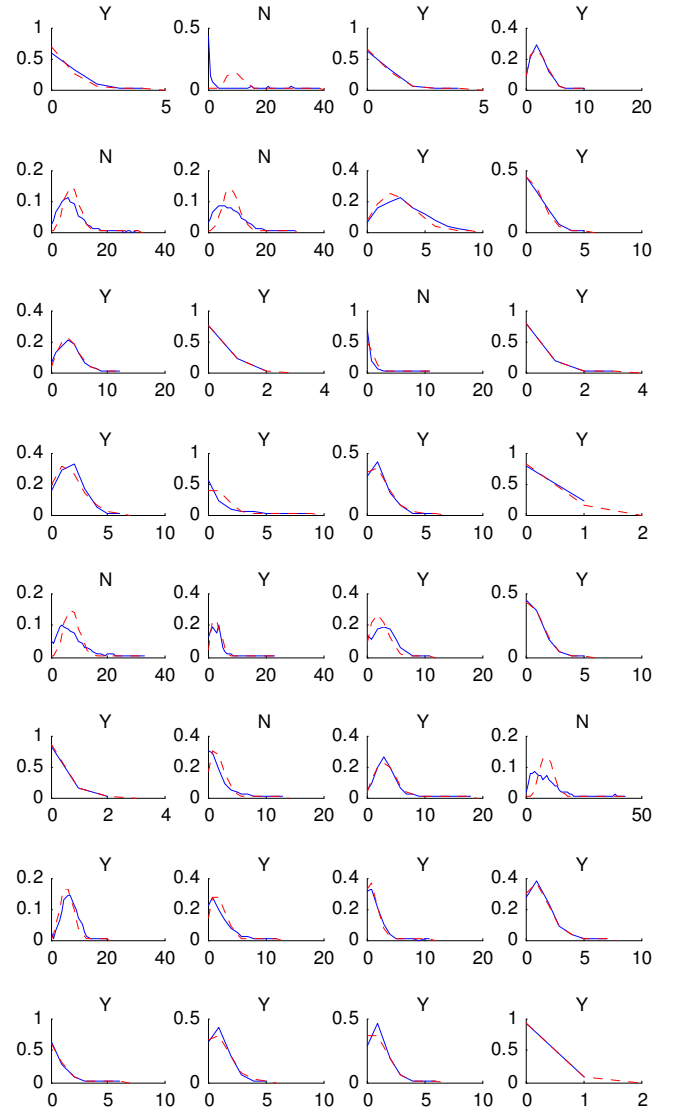 Y N Y Y
1 0.5 1 0.4
0.5 0.5 0.2
0 0 0 0
0 5 0 20 40 0 5 0 10 20
N N Y Y
0.2 0.2 0.4 0.5
0.1 0.1 0.2
0 0 0 0
0 20 40 0 20 40 0 5 10 0 5 10
Y Y N Y
0.4 1 1 1
0.2 0.5 0.5 0.5
0 0 0 0
0 10 20 0 2 4 0 10 20 0 2 4
Y Y Y Y
0.4 1 0.5 1
0.2 0.5 0.5
0 0 0 0
0 5 10 0 5 10 0 5 10 0 1 2
N Y Y Y
0.2 0.4 0.4 0.5
0.1 0.2 0.2
0 0 0 0
0 20 40 0 20 40 0 10 20 0 5 10
Y N Y N
1 0.4 0.4 0.2
0.5 0.2 0.2 0.1
0 0 0 0
0 2 4 0 10 20 0 10 20 0 50
Y Y Y Y
0.2 0.4 0.4 0.4
0.1 0.2 0.2 0.2
0 0 0 0
0 20 40 0 10 20 0 10 20 0 5 10
Y Y Y Y
1 0.5 0.5 1
0.5 0.5
0 0 0 0
0 5 10 0 5 10 0 5 10 0 1 2